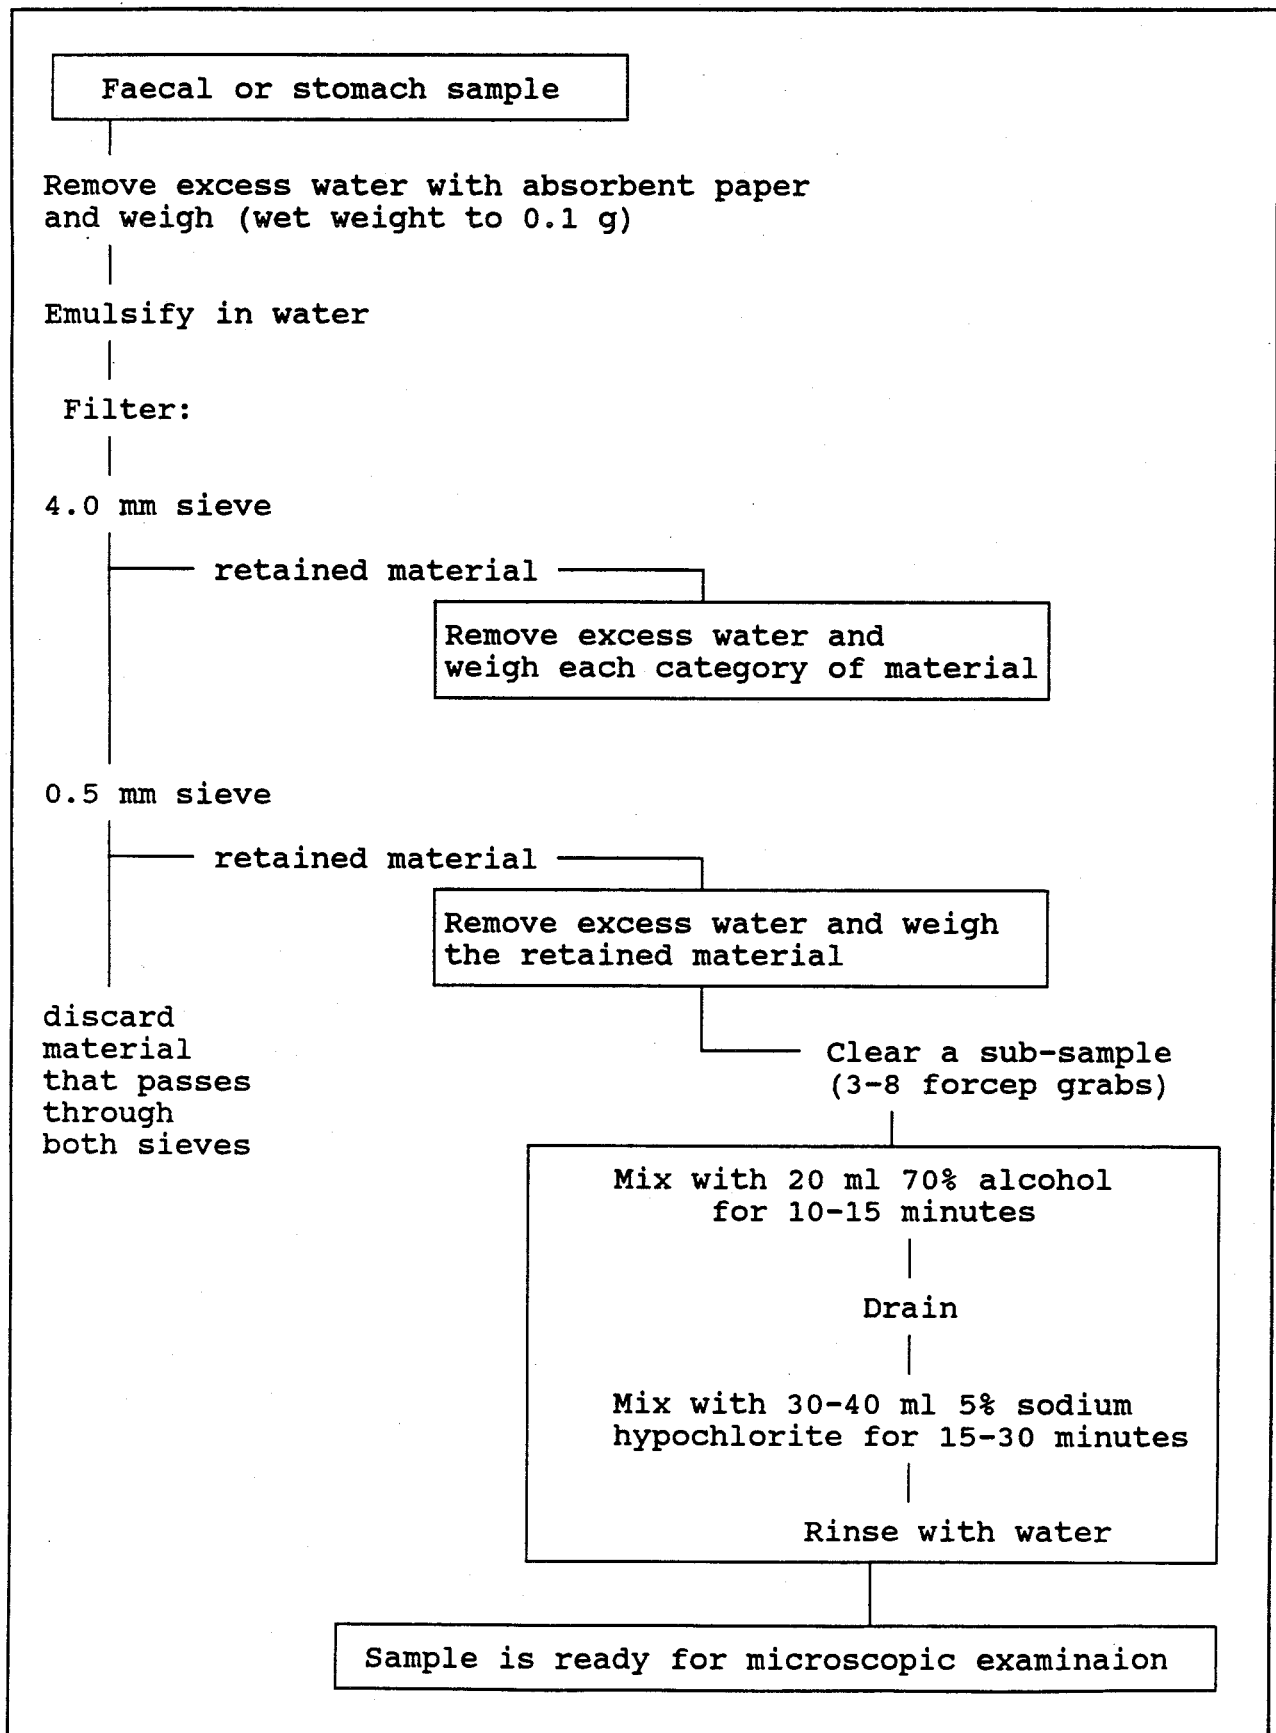 Faecal or stomach sample
Remove excess water with absorbent paper
and weigh (wet weight to 0.1 g)
Emulsify in water
Filter:
4.0 mm sieve
retained material
Remove excess water and
weigh each category of material
0.5 mm sieve
retained material
Remove excess water and weigh
the retained material
discard
material
that passes
through
both sieves
Clear a sub-sample
(3-8 forcep grabs)
Mix with 20 ml 70% alcohol
for 10-15 minutes
Drain
Mix with 30-40 ml 5% sodium
hypochlorite for 15-30 minutes
Rinse with water
Sample is ready for microscopic examinaion